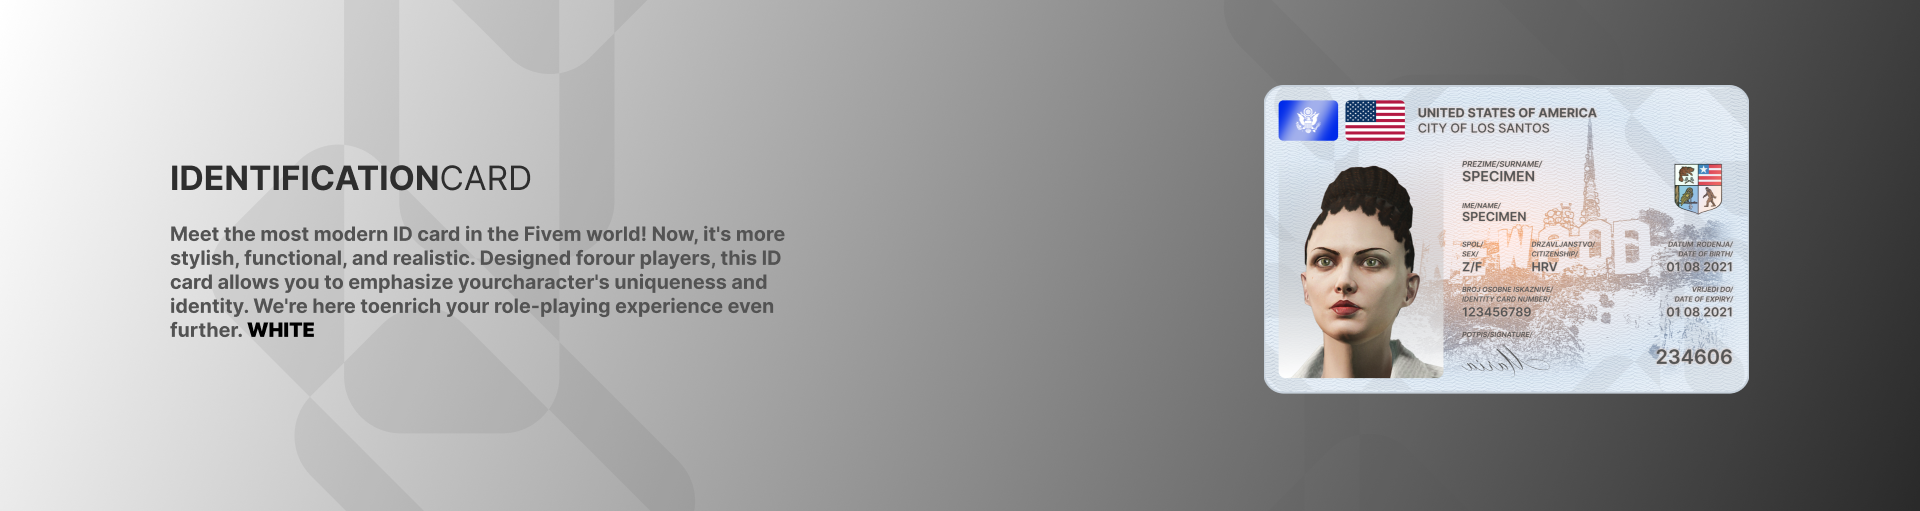 IDENTIFICATIONCARD
Meet the most modern ID card in the Fivem world! Now, it's more
stylish, functional, and realistic. Designed forour players, this ID
card allows you to emphasize yourcharacter's uniqueness and
identity. We're here toenrich your role-playing experience even
further. WHITE
UNITED STATES OF AMERICA
CITY OF LOS SANTOS
PREZIME/SURNAME/
SPECIMEN
IME/NAME/
SPECIMEN
SPOL/
SEX/
Z/F
DRZAVLJANSTVO/
CITIZENSHIP/
HRV
DATUM RODENJA/
DATE OF BIRTH/
01 08 2021
BROJ OSOBNE ISKAZNIVE/
IDENTITY CARD NUMBER/
123456789
VRIJEDI DO/
DATE OF EXPIRY/
01 08 2021
POTPIS/SIGNATURE/
Maria
234606